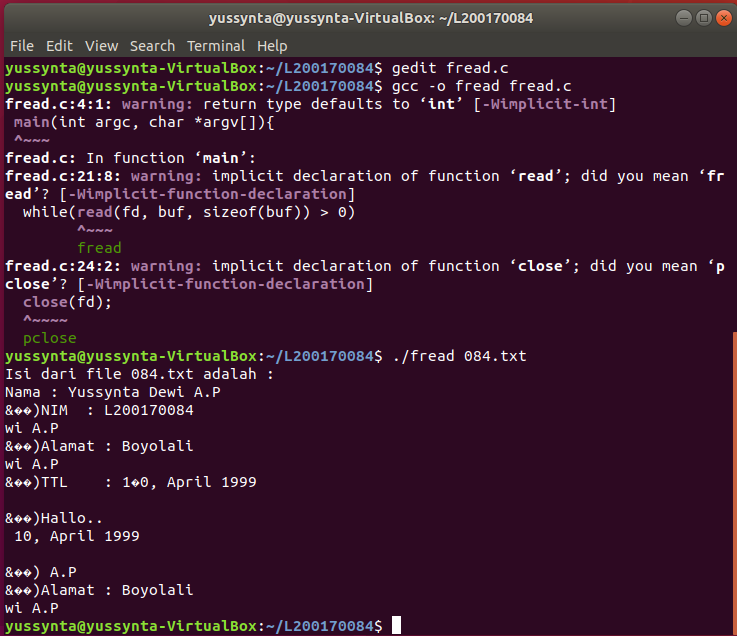 yussynta@yussynta-VirtualBox: ~/L200170084
File Edit View Search Terminal Help
yussynta@yussynta-VirtualBox:~/L200170084$ gedit fread.c
yussynta@yussynta-VirtualBox:~/L200170084$ gcc -o fread fread.c
fread.c:4:1: warning: return type defaults to ‘int’ [-Wimplicit-int]
 main(int argc, char *argv[]){
 ^~~~
fread.c: In function ‘main’:
fread.c:21:8: warning: implicit declaration of function ‘read’; did you mean ‘fr
ead’? [-Wimplicit-function-declaration]
  while(read(fd, buf, sizeof(buf)) > 0)
        ^~~~
        fread
fread.c:24:2: warning: implicit declaration of function ‘close’; did you mean ‘p
close’? [-Wimplicit-function-declaration]
  close(fd);
  ^~~~~
  pclose
yussynta@yussynta-VirtualBox:~/L200170084$ ./fread 084.txt
Isi dari file 084.txt adalah :
Nama : Yussynta Dewi A.P
&��)NIM  : L200170084
wi A.P
&��)Alamat : Boyolali
wi A.P
&��)TTL    : 1�0, April 1999

&��)Hallo..
 10, April 1999

&��) A.P
&��)Alamat : Boyolali
wi A.P
yussynta@yussynta-VirtualBox:~/L200170084$